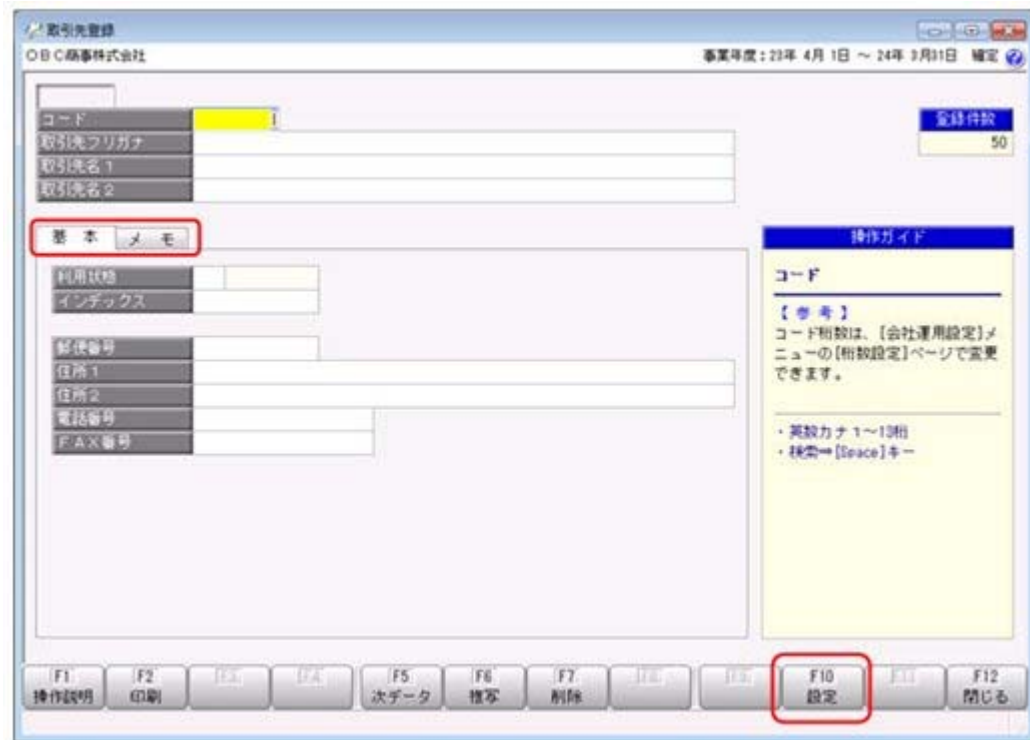 取引先登録
OBC商事株式会社
事業年度:23年 4月 1日 ~ 24年 3月31日 確定
コード
登録件数
取引先フリガナ
50
取引先名1
取引先名2
基 本
メ モ
操作ガイド
利用状態
インデックス
コード
【参考】
コード桁数は、[会社運用設定]メ
ニューの[桁数設定]ページで変更
できます。
郵便番号
住所1
住所2
電話番号
FAX番号
・英数カナ 1~13桁
・検索⇒[Space]キー
F1
F2
F3
F4
F5
F6
F7
F8
F9
F10
F11
F12
操作説明
印刷
次データ
複写
削除
設定
閉じる